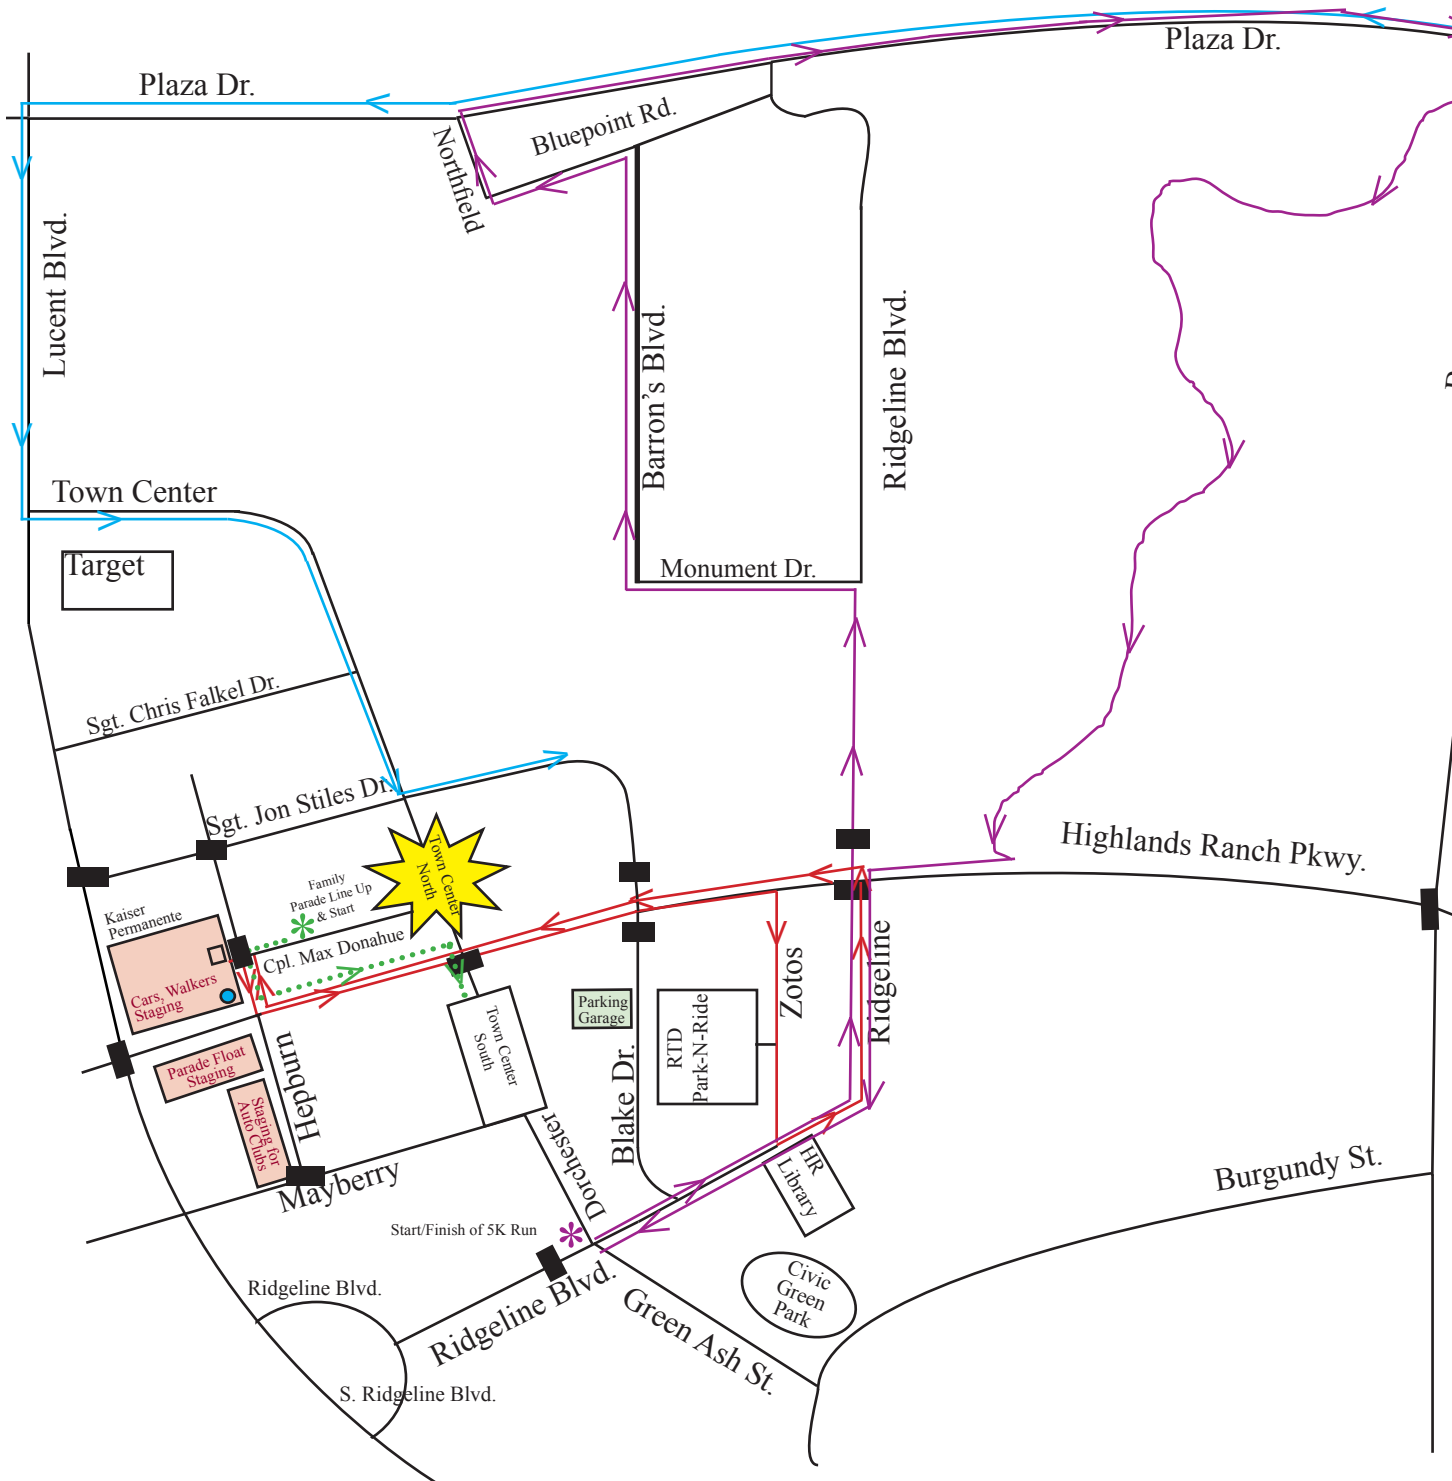 Plaza Dr.
Plaza Dr.
Bluepoint Rd.
Northfield
Lucent Blvd.
Barron's Blvd.
Ridgeline Blvd.
Town Center
Target
Monument Dr.
Sgt. Chris Falkel Dr.
Sgt. Jon Stiles Dr.
Town Center
North
Highlands Ranch Pkwy.
Family
Parade Line Up
& Start
Kaiser
Permanente
Cpl. Max Donahue
Cars, Walkers
Staging
Parking
Garage
RTD
Park-N-Ride
Zotos
Ridgeline
Town Center
South
Parade Float
Staging
Hepburn
Staging for
Auto Clubs
Blake Dr.
Dorchester
Mayberry
HR
Library
Burgundy St.
Start/Finish of 5K Run
Ridgeline Blvd.
Ridgeline Blvd.
Civic
Green
Park
Green Ash St.
S. Ridgeline Blvd.